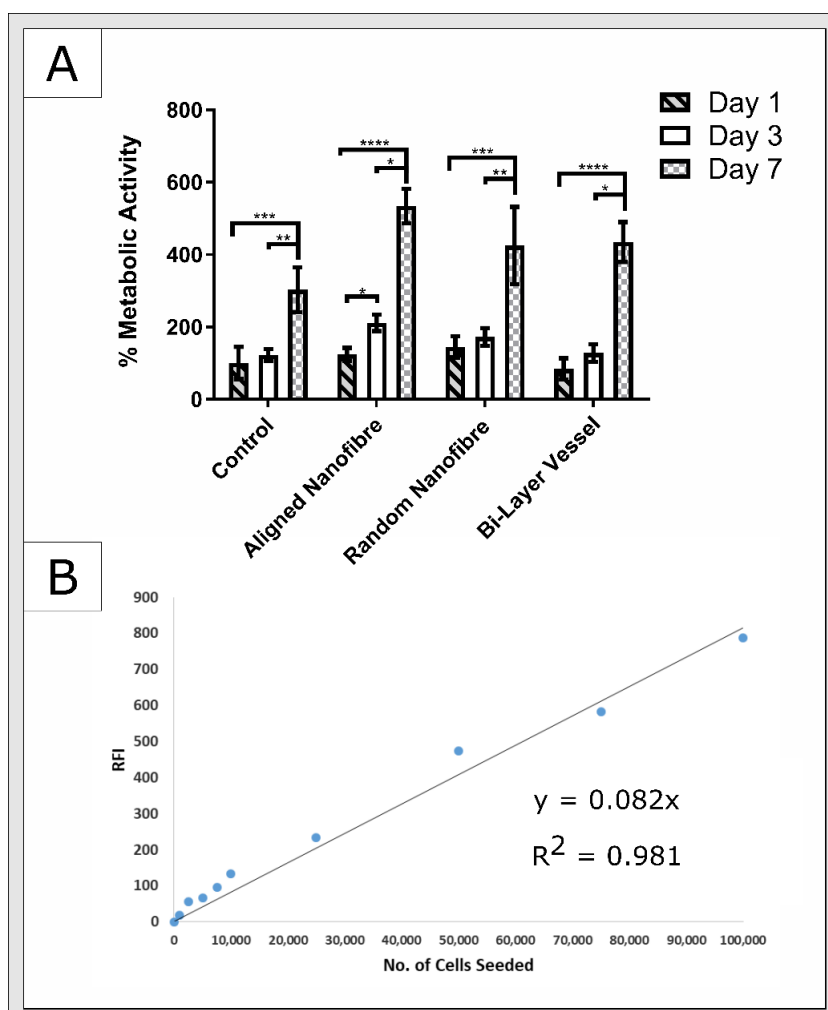 A
800
600
400
200
0
% Metabolic Activity
Day 1
Day 3
Day 7
***
**
****
*
*
***
**
****
*
Control
Aligned Nanofibre
Random Nanofibre
Bi-Layer Vessel
B
900
800
700
600
500
400
300
200
100
0
RFI
y = 0.082x
R2 = 0.981
0 10,000 20,000 30,000 40,000 50,000 60,000 70,000 80,000 90,000 100,000
No. of Cells Seeded